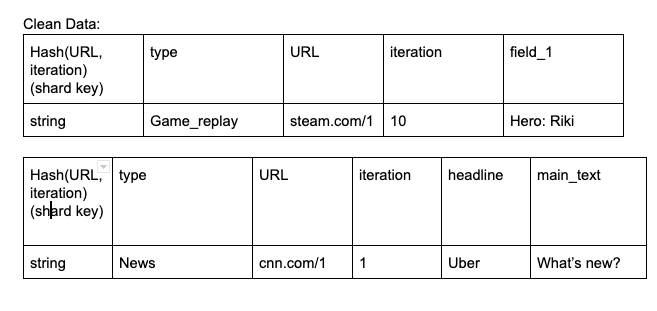 Clean Data:
Hash(URL, iteration) (shard key) type URL iteration field_1
string Game_replay steam.com/1 10 Hero: Riki
Hash(URL, iteration) (shard key) type URL iteration headline main_text
string News cnn.com/1 1 Uber What's new?